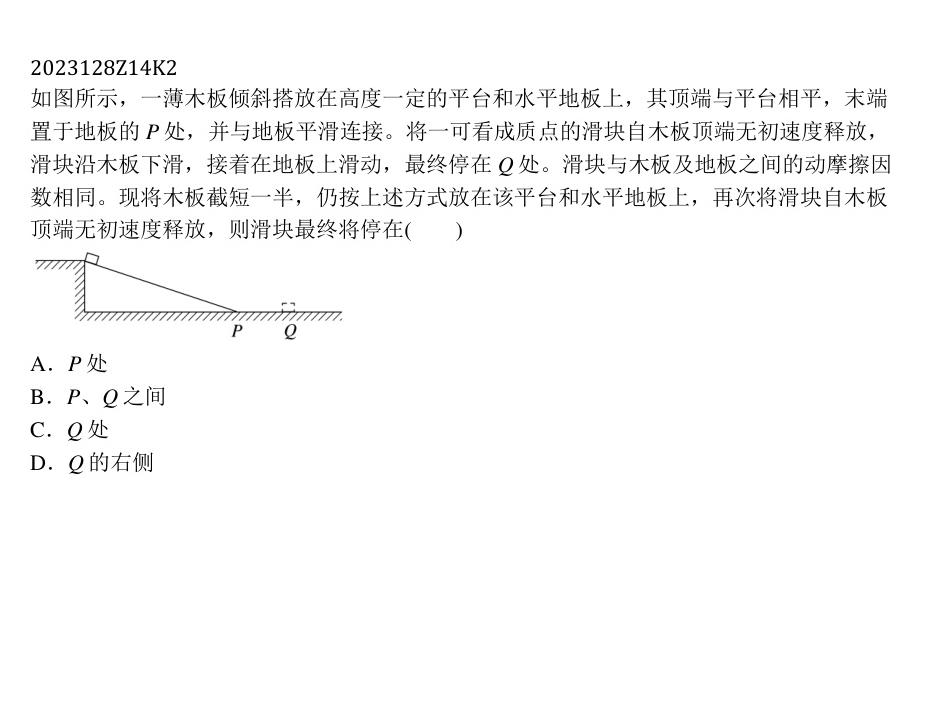 2023128Z14K2
如图所示，一薄木板倾斜搭放在高度一定的平台和水平地板上，其顶端与平台相平，末端
置于地板的 P 处，并与地板平滑连接。将一可看成质点的滑块自木板顶端无初速度释放，
滑块沿木板下滑，接着在地板上滑动，最终停在 Q 处。滑块与木板及地板之间的动摩擦因
数相同。现将木板截短一半，仍按上述方式放在该平台和水平地板上，再次将滑块自木板
顶端无初速度释放，则滑块最终将停在(　　)
P Q
A．P 处
B．P、Q 之间
C．Q 处
D．Q 的右侧